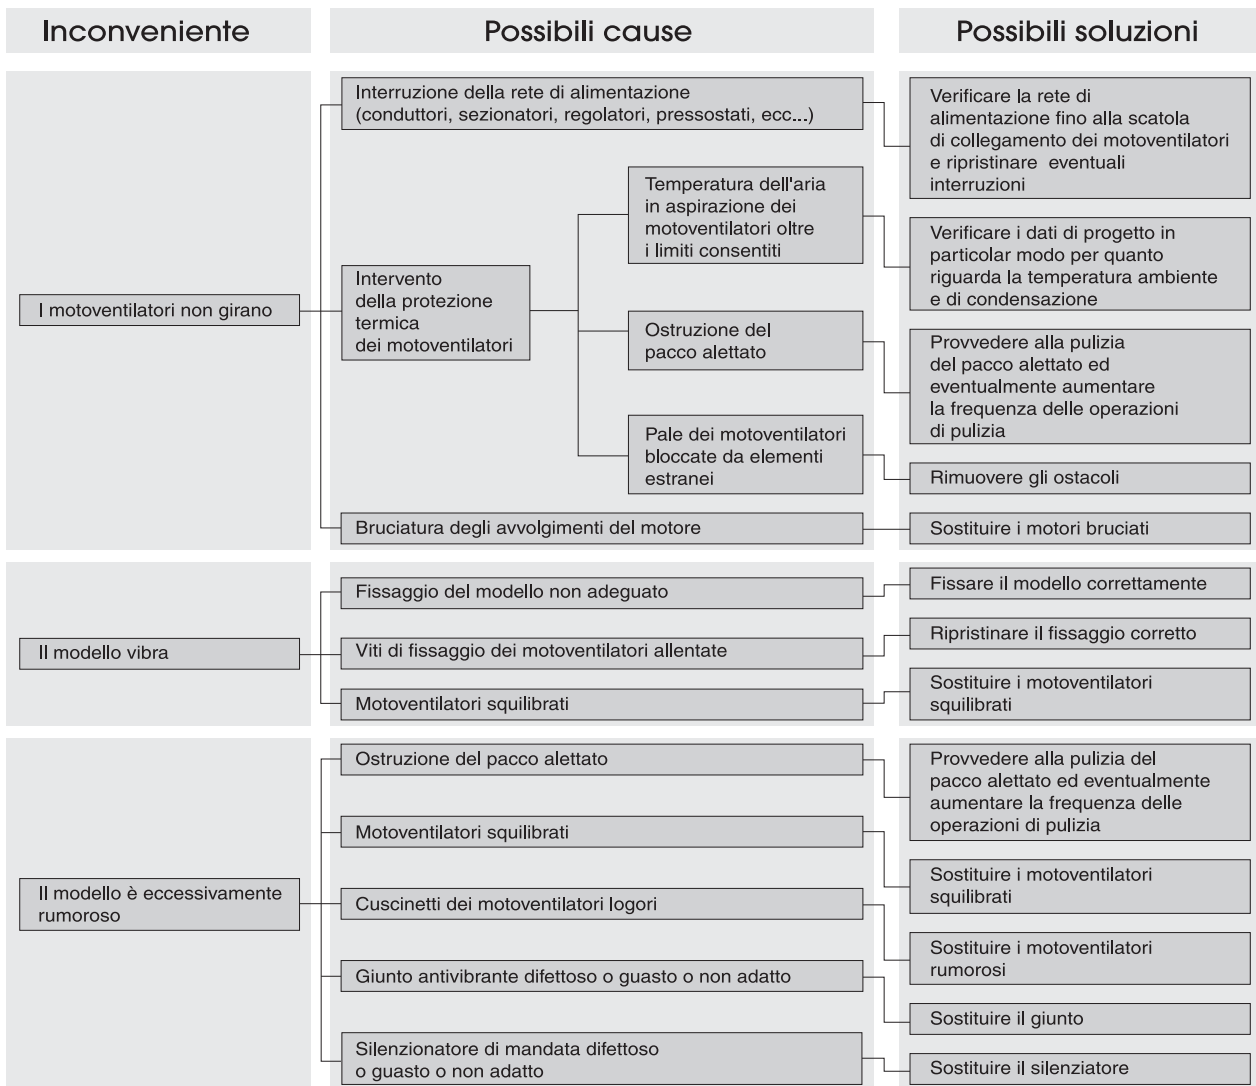 Inconveniente
Possibili cause
Possibili soluzioni
I motoventilatori non girano
Interruzione della rete di alimentazione
(conduttori, sezionatori, regolatori, pressostati, ecc...)
Verificare la rete di
alimentazione fino alla scatola
di collegamento dei motoventilatori
e ripristinare eventuali
interruzioni
Intervento
della protezione
termica
dei motoventilatori
Temperatura dell'aria
in aspirazione dei
motoventilatori oltre
i limiti consentiti
Verificare i dati di progetto in
particolar modo per quanto
riguarda la temperatura ambiente
e di condensazione
Ostruzione del
pacco alettato
Provvedere alla pulizia
del pacco alettato ed
eventualmente aumentare
la frequenza delle operazioni
di pulizia
Pale dei motoventilatori
bloccate da elementi
estranei
Rimuovere gli ostacoli
Bruciatura degli avvolgimenti del motore
Sostituire i motori bruciati
Il modello vibra
Fissaggio del modello non adeguato
Fissare il modello correttamente
Viti di fissaggio dei motoventilatori allentate
Ripristinare il fissaggio corretto
Motoventilatori squilibrati
Sostituire i motoventilatori
squilibrati
Il modello è eccessivamente
rumoroso
Ostruzione del pacco alettato
Provvedere alla pulizia del
pacco alettato ed eventualmente
aumentare la frequenza delle
operazioni di pulizia
Motoventilatori squilibrati
Sostituire i motoventilatori
squilibrati
Cuscinetti dei motoventilatori logori
Sostituire i motoventilatori
rumorosi
Giunto antivibrante difettoso o guasto o non adatto
Sostituire il giunto
Silenzionatore di mandata difettoso
o guasto o non adatto
Sostituire il silenziatore